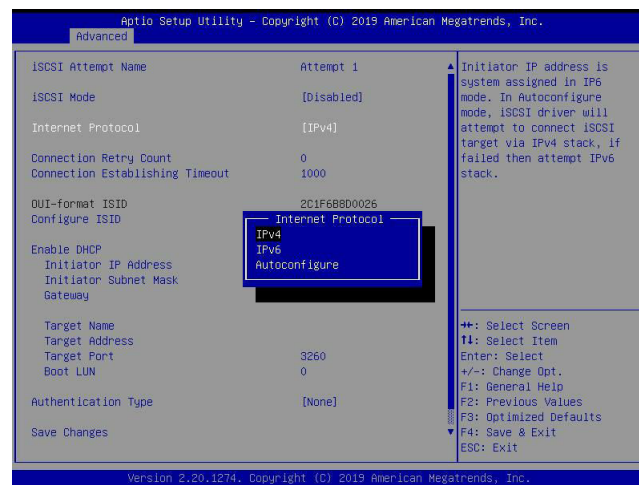 Aptio Setup Utility – Copyright (C) 2019 American Megatrends, Inc.
Advanced
iSCSI Attempt Name Attempt 1
iSCSI Mode [Disabled]
Internet Protocol [IPv4]
Connection Retry Count 0
Connection Establishing Timeout 1000
OUI-format ISID 2C1F6B8D0026
Configure ISID
Enable DHCP
Initiator IP Address
Initiator Subnet Mask
Gateway
Target Name
Target Address
Target Port 3260
Boot LUN 0
Authentication Type [None]
Save Changes
Internet Protocol
IPv4
IPv6
Autoconfigure
Initiator IP address is
system assigned in IP6
mode. In Autoconfigure
mode, iSCSI driver will
attempt to connect iSCSI
target via IPv4 stack, if
failed then attempt IPv6
stack.
→←: Select Screen
↑↓: Select Item
Enter: Select
+/-: Change Opt.
F1: General Help
F2: Previous Values
F3: Optimized Defaults
F4: Save & Exit
ESC: Exit
Version 2.20.1274. Copyright (C) 2019 American Megatrends, Inc.